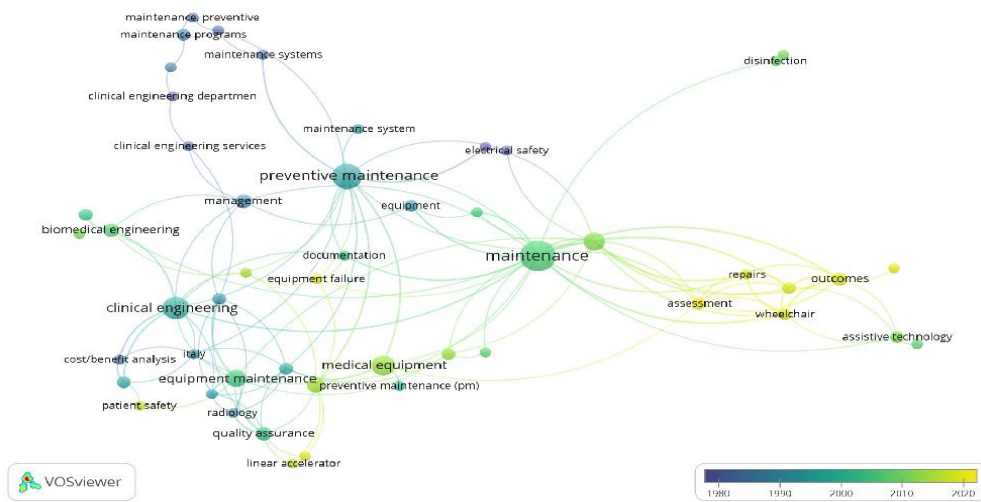 maintenance, preventive
maintenance programs
maintenance systems
disinfection
clinical engineering departmen
maintenance system
clinical engineering services
electrical safety
preventive maintenance
management
equipment
biomedical engineering
documentation
maintenance
equipment failure
repairs
outcomes
assessment
clinical engineering
wheelchair
assistive technology
cost/benefit analysis
italy
medical equipment
equipment maintenance
preventive maintenance (pm)
patient safety
radiology
quality assurance
linear accelerator
VOSviewer
1980 1990 2000 2010 2020